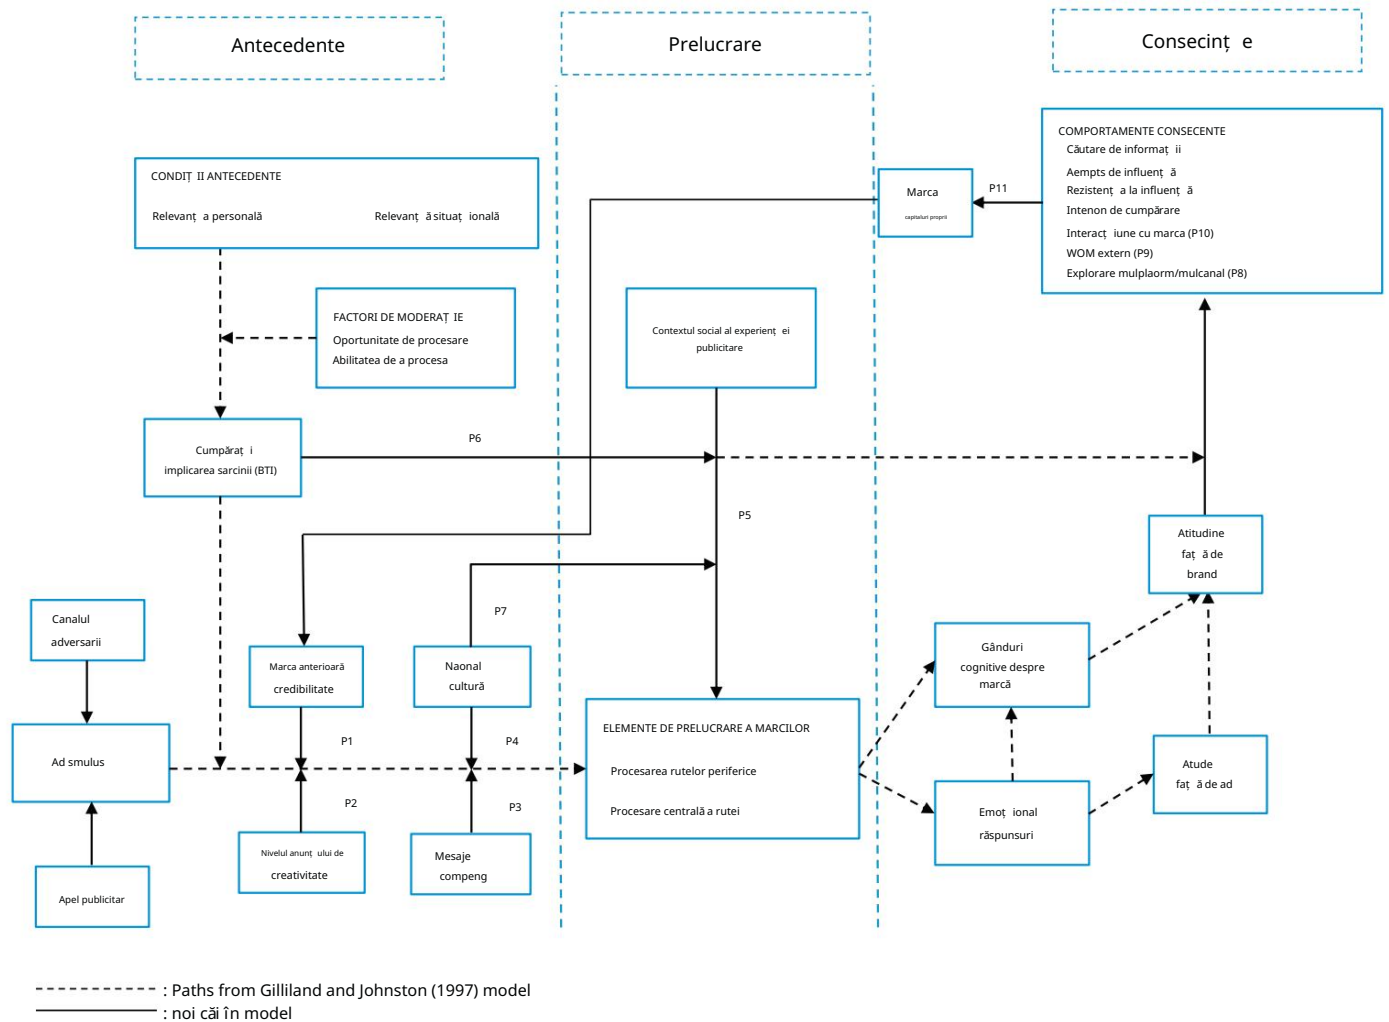 Antecedente
Prelucrare
Consecinț e
COMPORTAMENTE CONSECENTE
Căutare de informaț ii
Aempts de influenț ă
Rezistenț a la influenț ă
Intenon de cumpărare
Interacț iune cu marca (P10)
WOM extern (P9)
Explorare mulplaorm/mulcanal (P8)
P11
Marca
capitaluri proprii
CONDIȚ II ANTECEDENTE
Relevanț a personală
Relevanț ă situaț ională
FACTORI DE MODERAȚ IE
Oportunitate de procesare
Abilitatea de a procesa
Contextul social al experienț ei
publicitare
Cumpăraț i
implicarea sarcinii (BTI)
P6
P5
Atitudine
faț ă de
brand
Canalul
adversarii
P7
Marca anterioară
credibilitate
Naonal
cultură
Gânduri
cognitive despre
marcă
Ad smulus
P1
P4
ELEMENTE DE PRELUCRARE A MARCILOR
Procesarea rutelor periferice
Procesare centrală a rutei
Atude
faț ă de ad
P2
P3
Emoț ional
răspunsuri
Nivelul anunț ului de
creativitate
Mesaje
compeng
Apel publicitar
: Paths from Gilliland and Johnston (1997) model
: noi căi în model